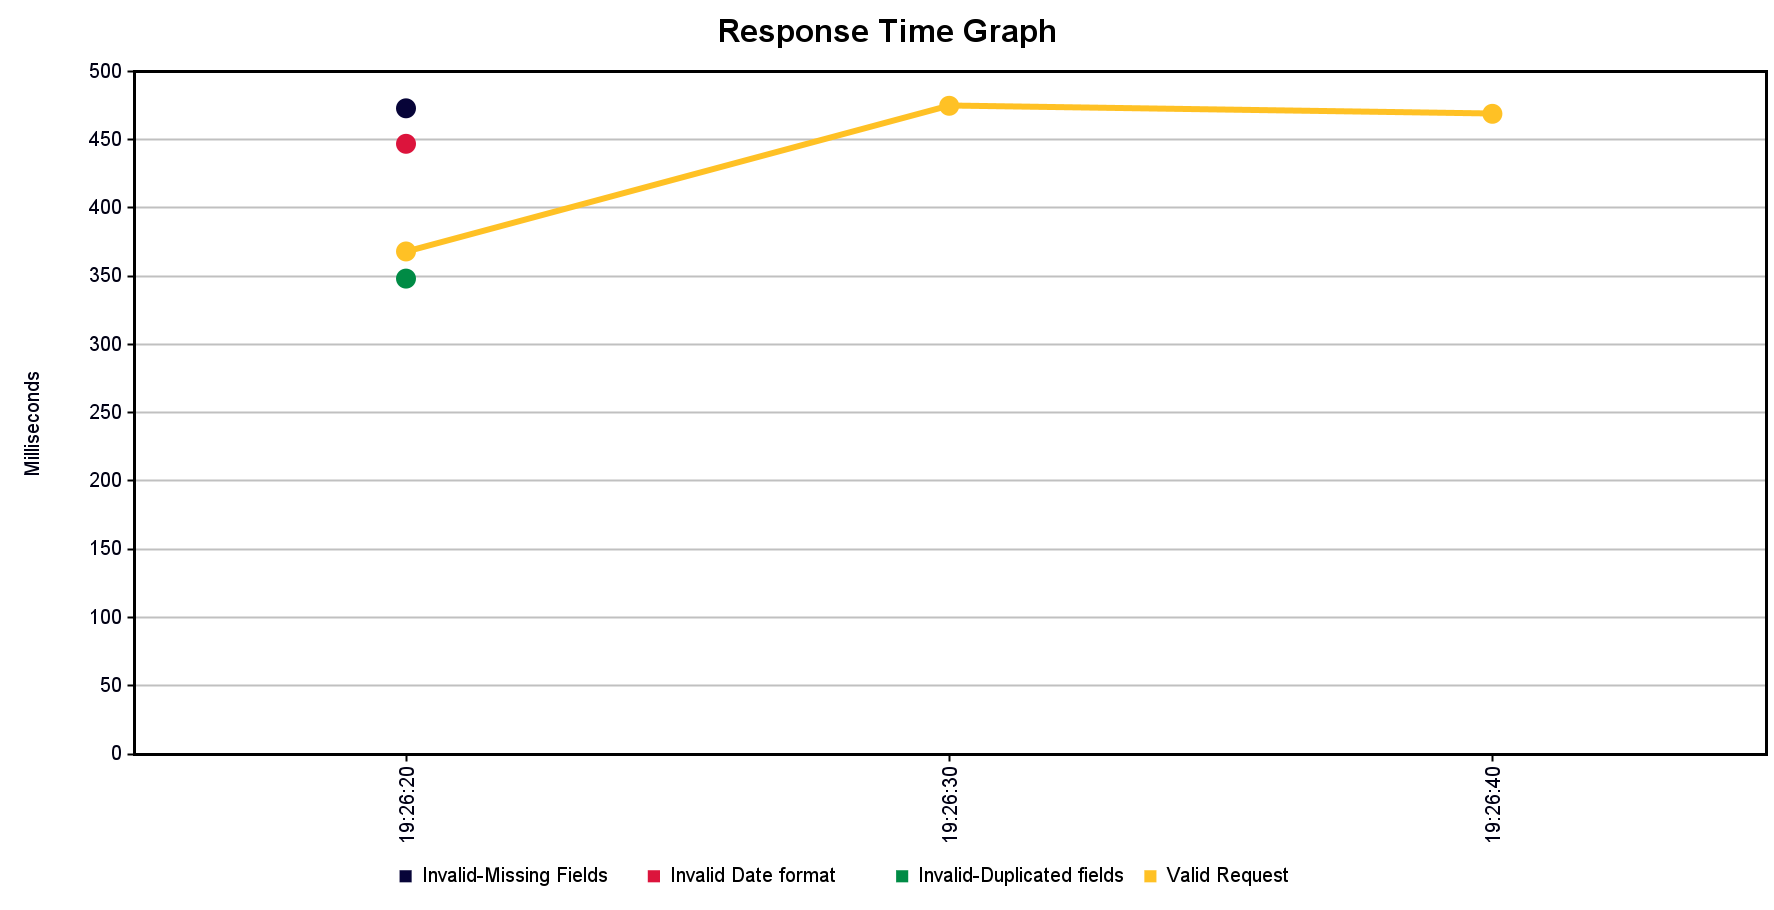 Response Time Graph
500
450
400
350
300
250
200
150
100
50
0
Milliseconds
19:26:20
19:26:30
19:26:40
Invalid-Missing Fields
Invalid Date format
Invalid-Duplicated fields
Valid Request